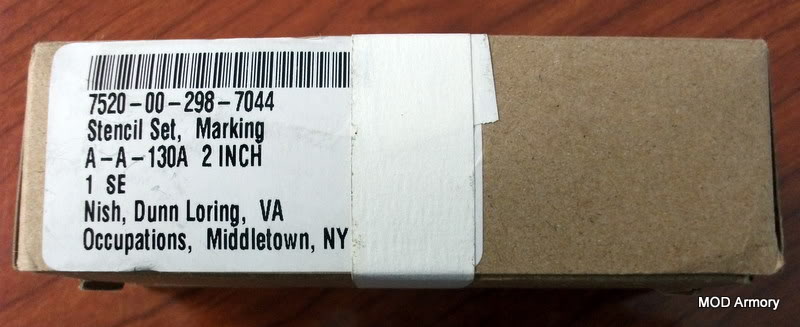 7520-00-298-7044
Stencil Set, Marking
A-A-130A 2 INCH
1 SE
Nish, Dunn Loring, VA
Occupations, Middletown, NY
MOD Armory